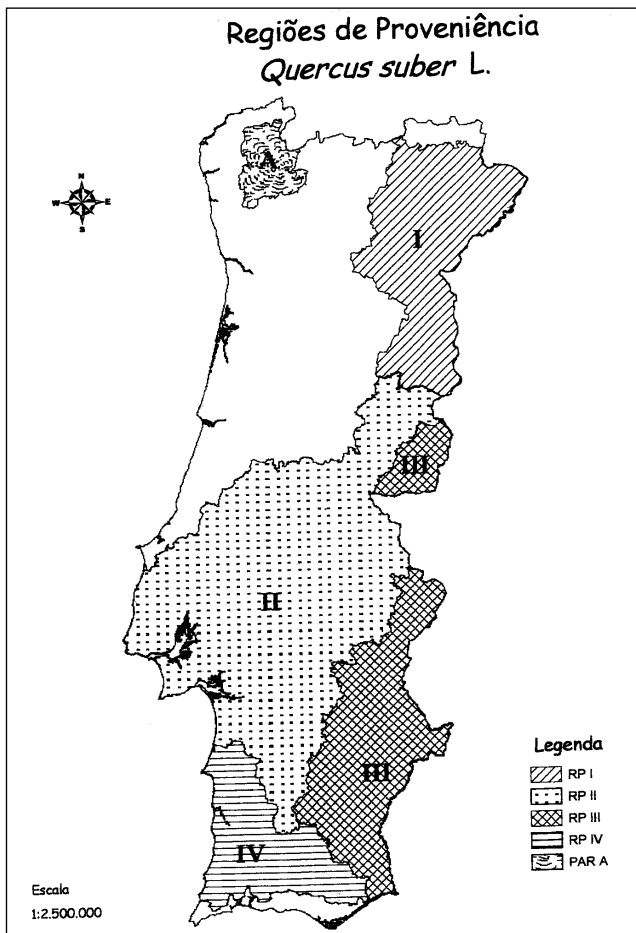 Regiões de Proveniência
Quercus suber L.
A
N
W E
S
I
III
II
III
IV
Legenda
RP I
RP II
RP III
RP IV
PAR A
Escala
1:2.500.000